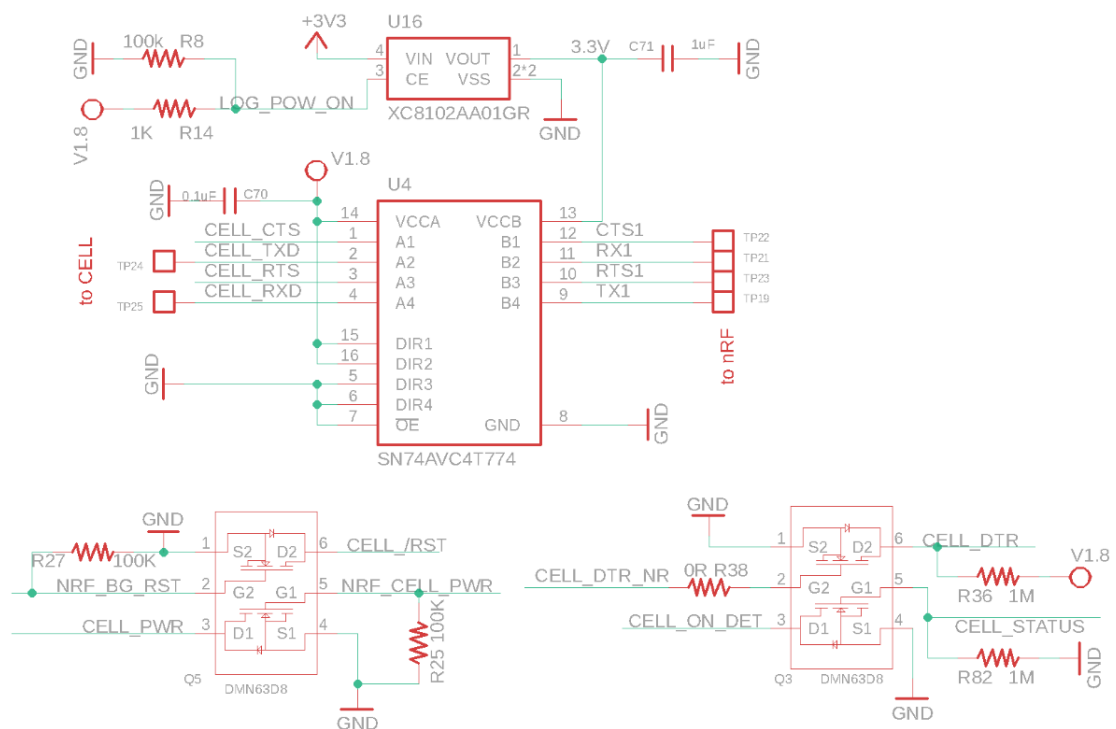 U16
+3V3
GND
100k R8
4 VIN VOUT 1
3 CE VSS 2*2
3.3V
C71 1uF
GND
LOG_POW_ON
XC8102AA01GR
GND
V1.8
1K R14
V1.8
U4
GND
0.1uF C70
14 VCCA VCCB 13
CELL_CTS 1 A1 B1 12 CTS1 TP22
CELL_TXD 2 A2 B2 11 RX1 TP21
TP24
CELL_RTS 3 A3 B3 10 RTS1 TP23
CELL_RXD 4 A4 B4 9 TX1 TP19
TP25
to CELL
to nRF
15 DIR1
16 DIR2
GND
5 DIR3
6 DIR4
7 OE GND 8
GND
SN74AVC4T774
GND
R27 100K
1 S2 D2 6 CELL_/RST
NRF_BG_RST 2 G2 G1 5 NRF_CELL_PWR
CELL_PWR 3 D1 S1 4
R25 100K
Q5 DMN63D8
GND
GND
1 S2 D2 6 CELL_DTR
V1.8
CELL_DTR_NR 0R R38 2 G2 G1 5
R36 1M
CELL_ON_DET 3 D1 S1 4
CELL_STATUS
R82 1M
GND
Q3 DMN63D8
GND